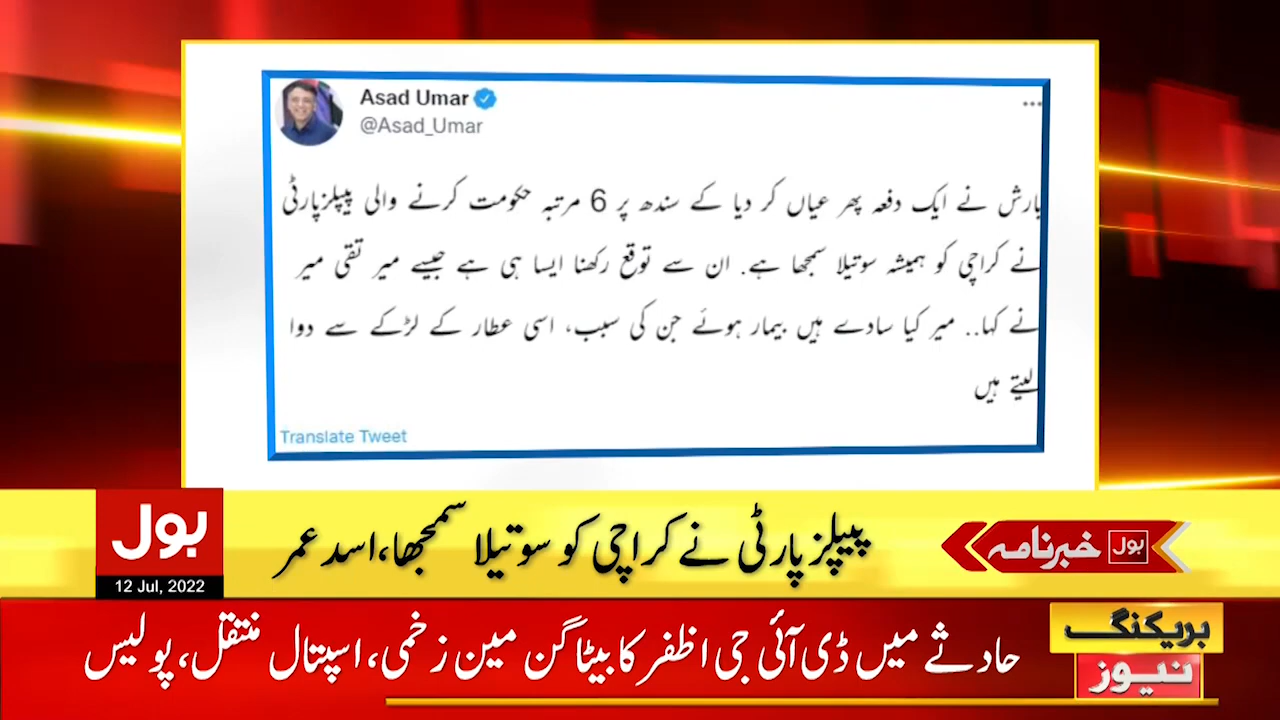 Asad Umar
@Asad_Umar
بارش نے ایک دفعہ پھر عیاں کر دیا کے سندھ پر 6 مرتبہ حکومت کرنے والی پیپلزپارٹی
نے کراچی کو ہمیشہ سوتیلا سمجھا ہے. ان سے توقع رکھنا ایسا ہی ہے جیسے میر تقی میر
نے کہا.. میر کیا سادے ہیں بیمار ہوئے جن کی سبب، اسی عطار کے لڑکے سے دوا
لیتے ہیں
Translate Tweet
بول خبرنامہ
پیپلزپارٹی نے کراچی کو سوتیلا سمجھا،اسد عمر
بول
12 Jul, 2022
بریکنگ
نیوز
حادثے میں ڈی آئی جی اظفر کا بیٹا گن مین زخمی، اسپتال منتقل، پولیس